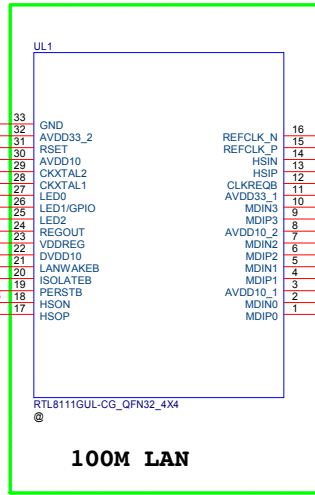 UL1
33 GND
32 AVDD33_2 REFCLK_N 16
31 RSET REFCLK_P 15
30 AVDD10 HSIN 14
29 CKXTAL2 HSIP 13
28 CKXTAL1 CLKREQB 12
27 LED0 AVDD33_1 11
26 LED1/GPIO MDIN3 10
25 LED2 MDIP3 9
24 REGOUT AVDD10_2 8
23 VDDREG MDIN2 7
22 DVDD10 MDIP2 6
21 LANWAKEB MDIN1 5
20 ISOLATEB MDIP1 4
19 PERSTB AVDD10_1 3
18 HSON MDIN0 2
17 HSOP MDIP0 1
RTL8111GUL-CG_QFN32_4X4
@
100M LAN